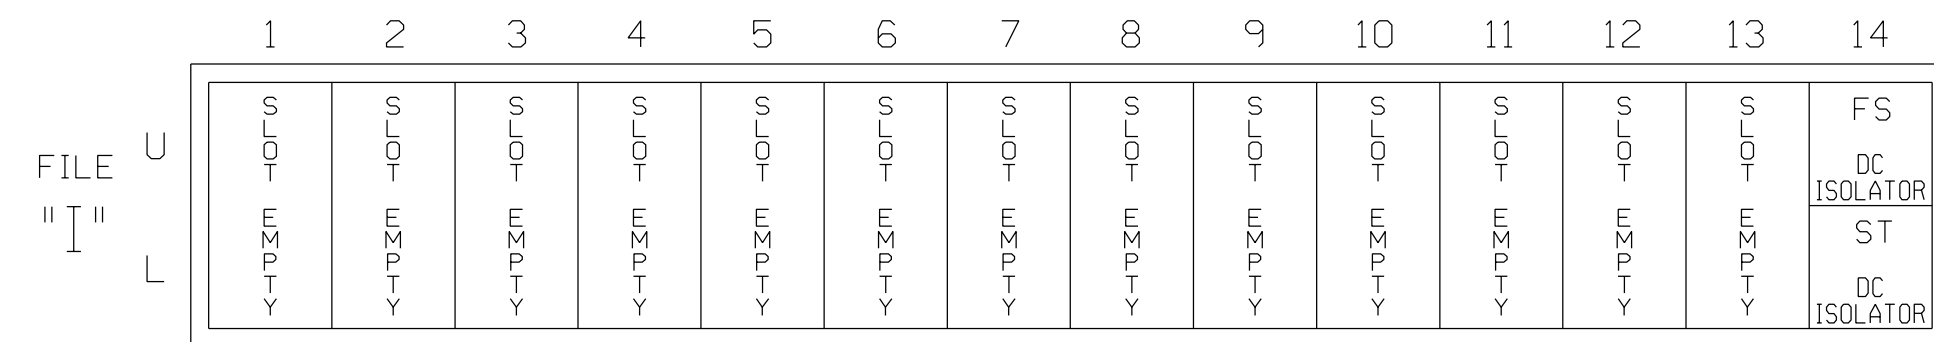 1 2 3 4 5 6 7 8 9 10 11 12 13 14
FILE
"I"
U
L
SLOT EMPTY
SLOT EMPTY
SLOT EMPTY
SLOT EMPTY
SLOT EMPTY
SLOT EMPTY
SLOT EMPTY
SLOT EMPTY
SLOT EMPTY
SLOT EMPTY
SLOT EMPTY
SLOT EMPTY
SLOT EMPTY
FS
DC
ISOLATOR
ST
DC
ISOLATOR